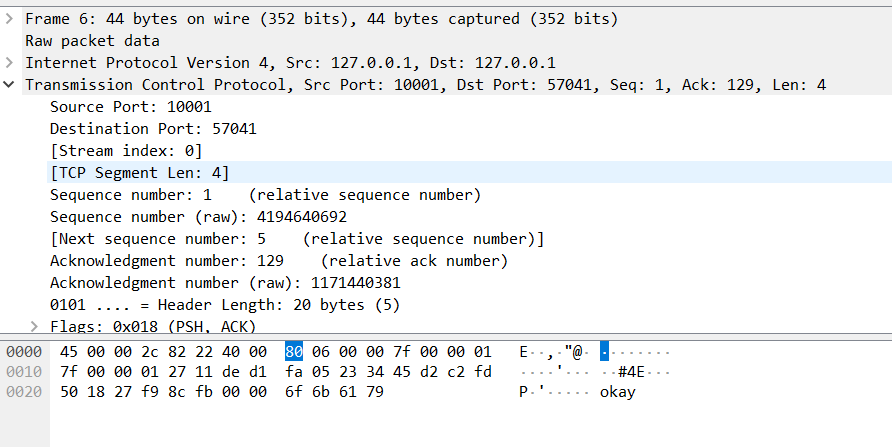 Frame 6: 44 bytes on wire (352 bits), 44 bytes captured (352 bits)
Raw packet data
Internet Protocol Version 4, Src: 127.0.0.1, Dst: 127.0.0.1
Transmission Control Protocol, Src Port: 10001, Dst Port: 57041, Seq: 1, Ack: 129, Len: 4
Source Port: 10001
Destination Port: 57041
[Stream index: 0]
[TCP Segment Len: 4]
Sequence number: 1    (relative sequence number)
Sequence number (raw): 4194640692
[Next sequence number: 5    (relative sequence number)]
Acknowledgment number: 129    (relative ack number)
Acknowledgment number (raw): 1171440381
0101 .... = Header Length: 20 bytes (5)
Flags: 0x018 (PSH, ACK)
0000  45 00 00 2c 82 22 40 00  80 06 00 00 7f 00 00 01  E··,·"@· ········
0010  7f 00 00 01 27 11 de d1  fa 05 23 34 45 d2 c2 fd  ····'··· ··#4E···
0020  50 18 27 f9 8c fb 00 00  6f 6b 61 79  P·'····· okay